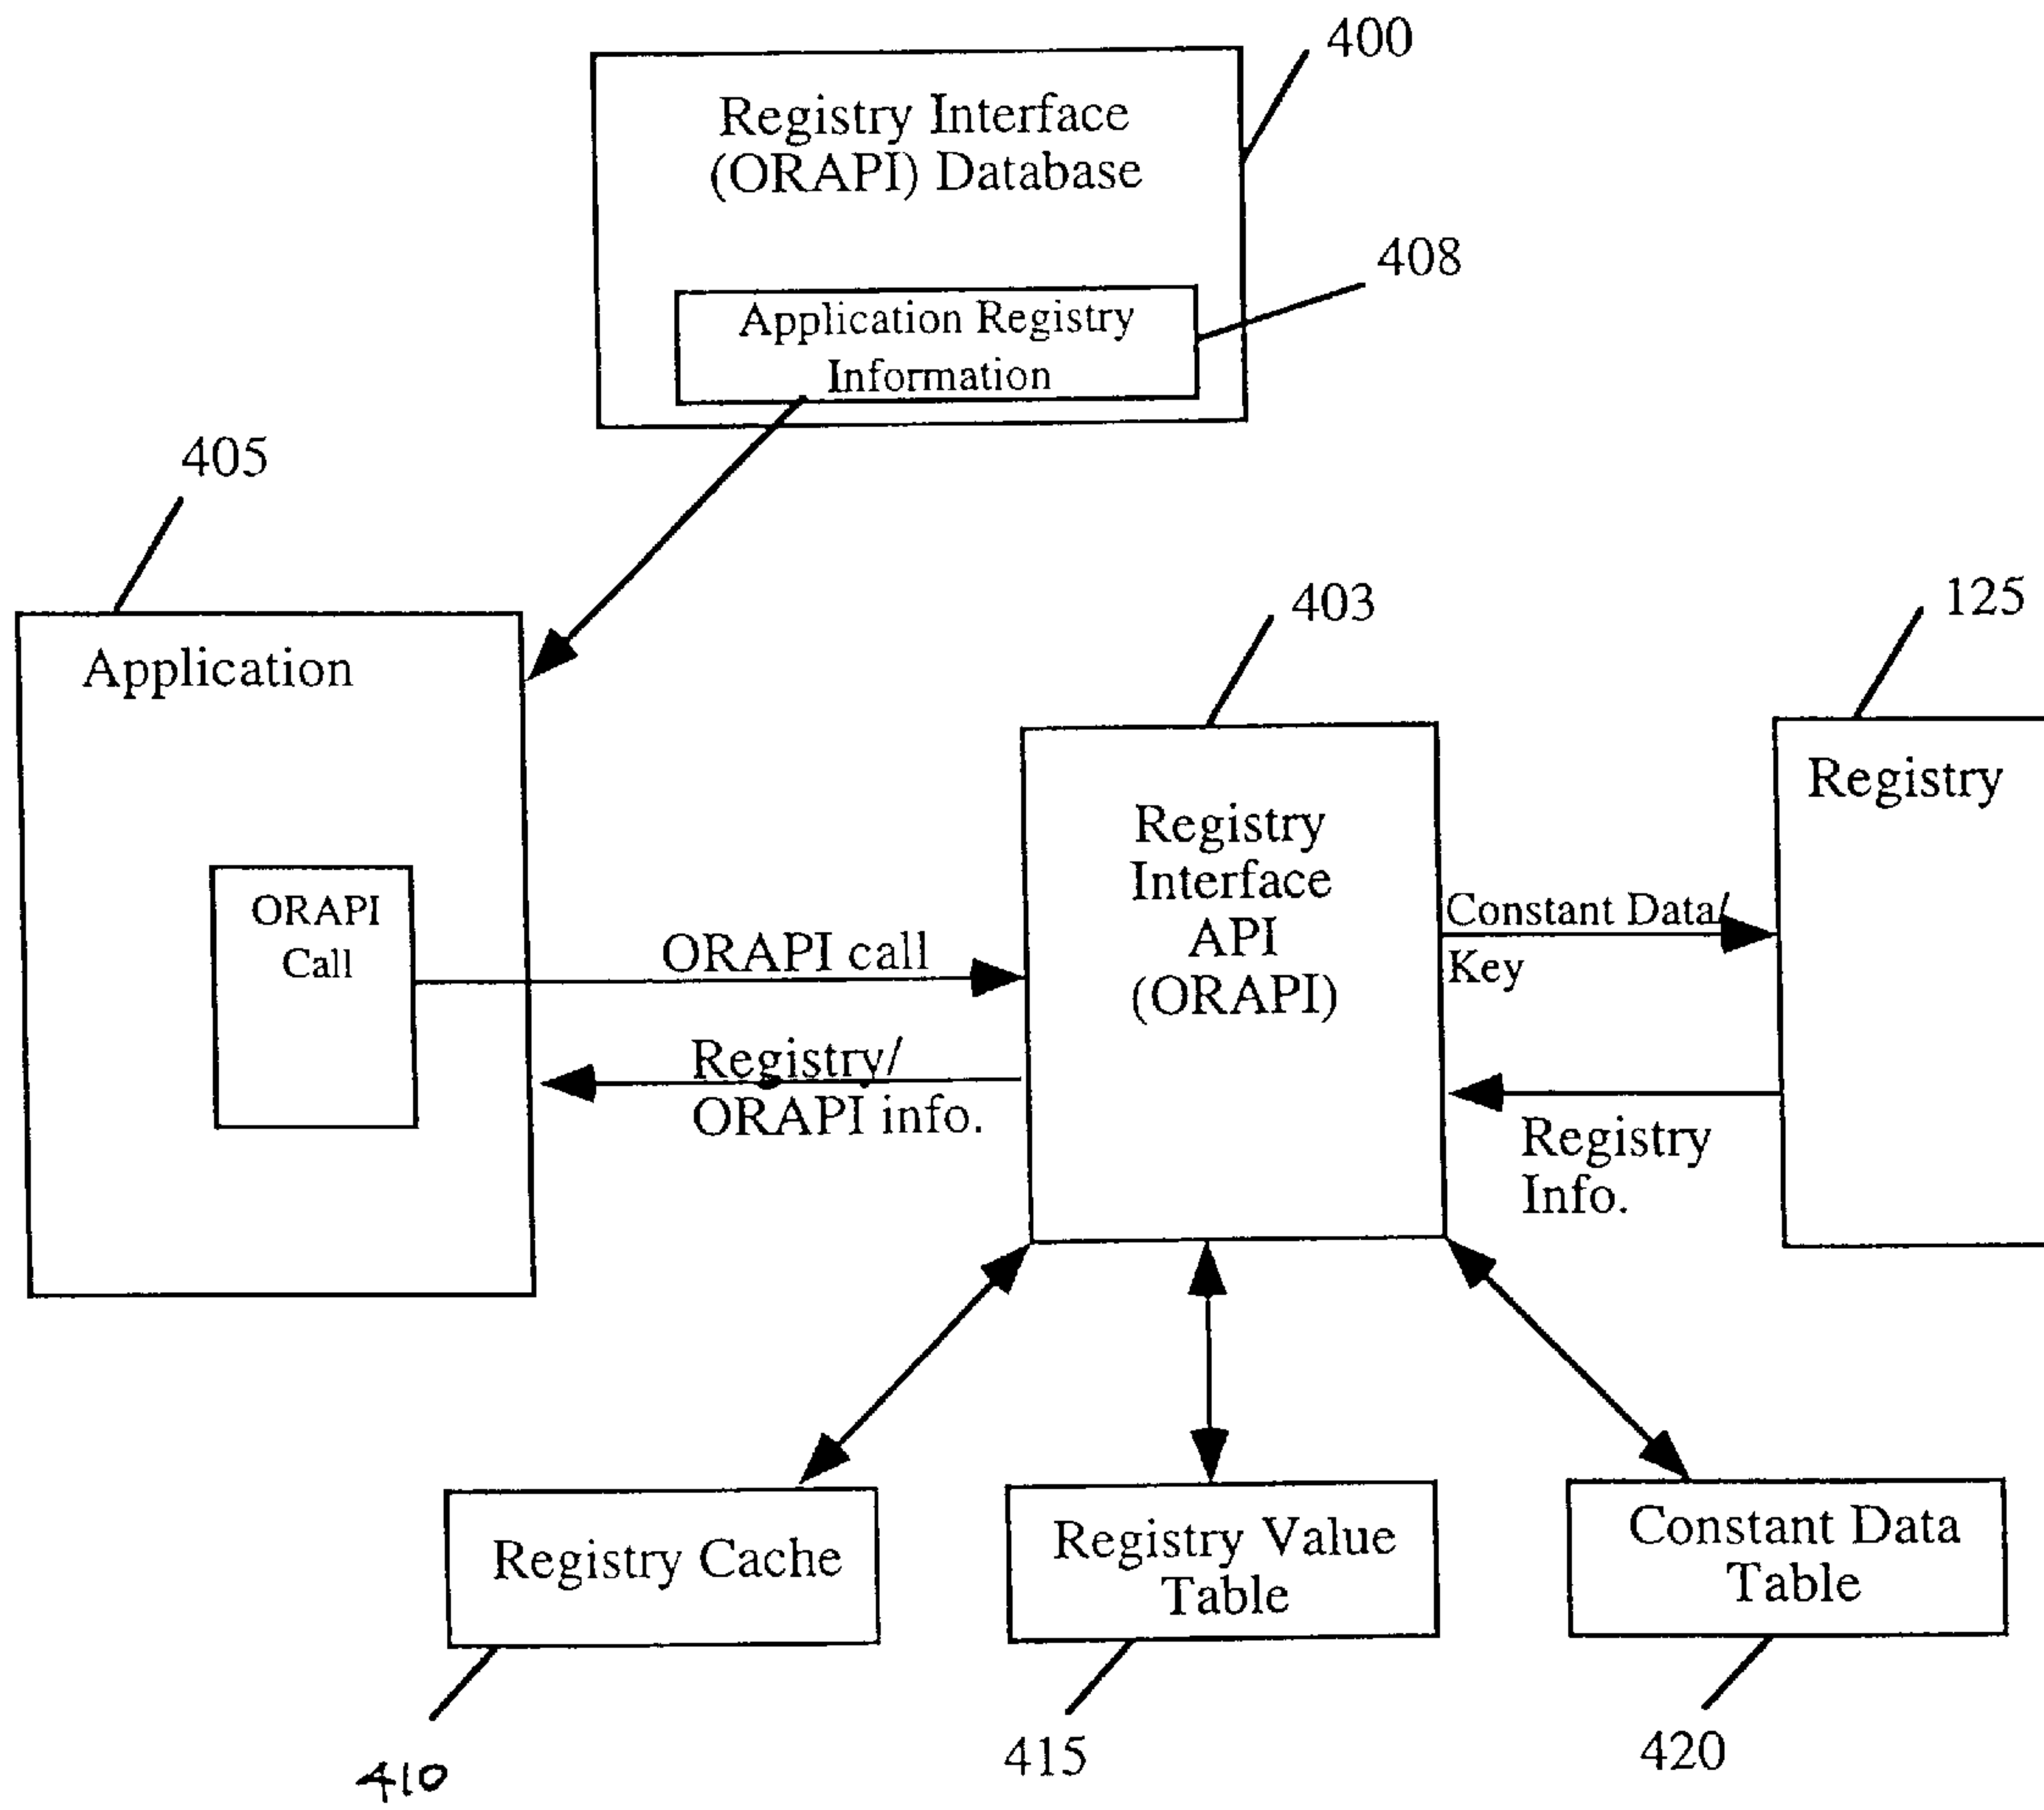 400
Registry Interface
(ORAPI) Database
408
Application Registry
Information
405
Application
403
125
Registry
Registry
Interface
API
(ORAPI)
ORAPI
Call
ORAPI call
Constant Data/
Key
Registry/
ORAPI info.
Registry
Info.
Registry Cache
Registry Value
Table
Constant Data
Table
410
415
420